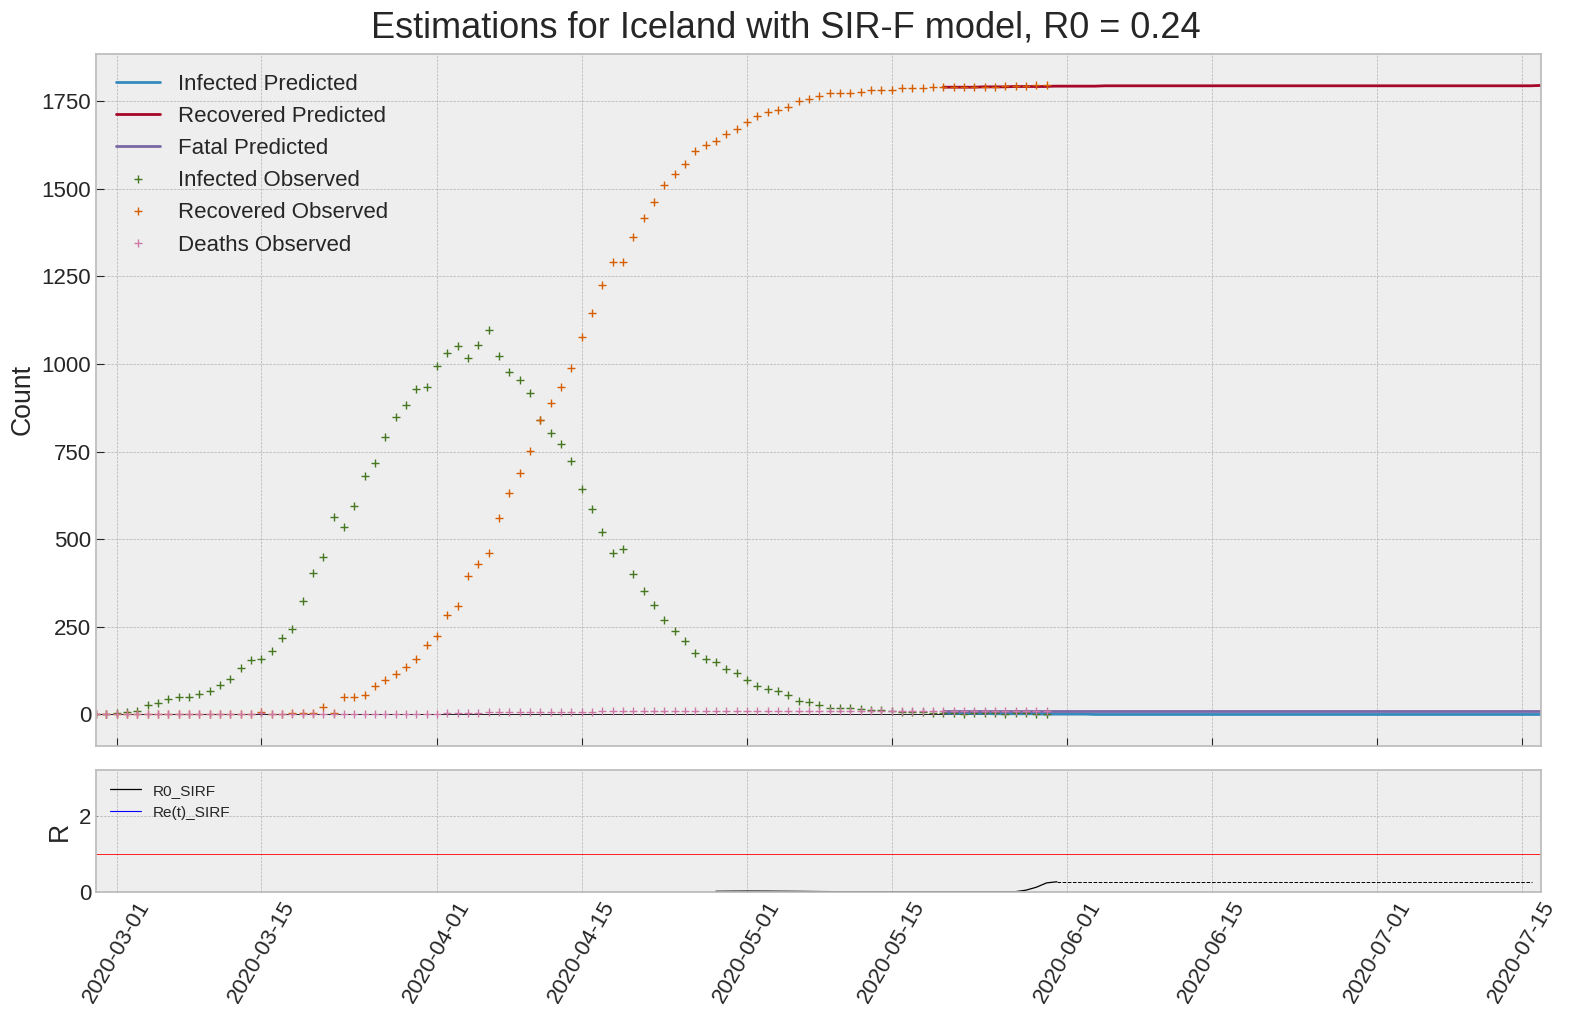 Estimations for Iceland with SIR-F model, R0 = 0.24
Infected Predicted
Recovered Predicted
Fatal Predicted
Infected Observed
Recovered Observed
Deaths Observed
Count
1750
1500
1250
1000
750
500
250
0
R0_SIRF
Re(t)_SIRF
R
2
0
2020-03-01
2020-03-15
2020-04-01
2020-04-15
2020-05-01
2020-05-15
2020-06-01
2020-06-15
2020-07-01
2020-07-15